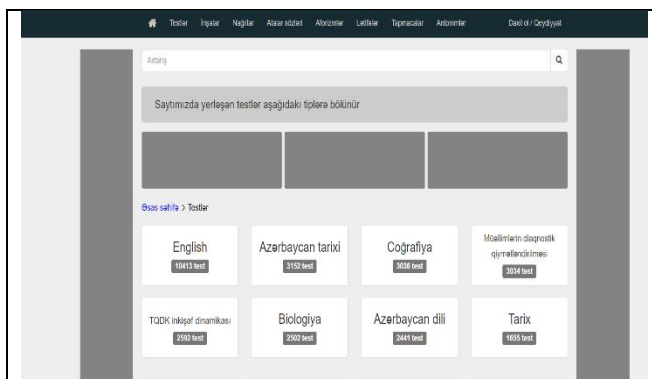 Testlər İnşalar Nağıllar Atalar sözləri Aforizmlər Lətifələr Tapmacalar Antonimlər Daxil ol / Qeydiyyat
Axtarış
Saytımızda yerləşən testlər aşağıdakı tiplərə bölünür
Əsas səhifə > Testlər
English Azərbaycan tarixi Coğrafiya Müəllimlərin diaqnostik
qiymətləndirilməsi
10413 test 3152 test 3036 test 3034 test
TQDK inkişaf dinamikası Biologiya Azərbaycan dili Tarix
2592 test 2502 test 2441 test 1655 test